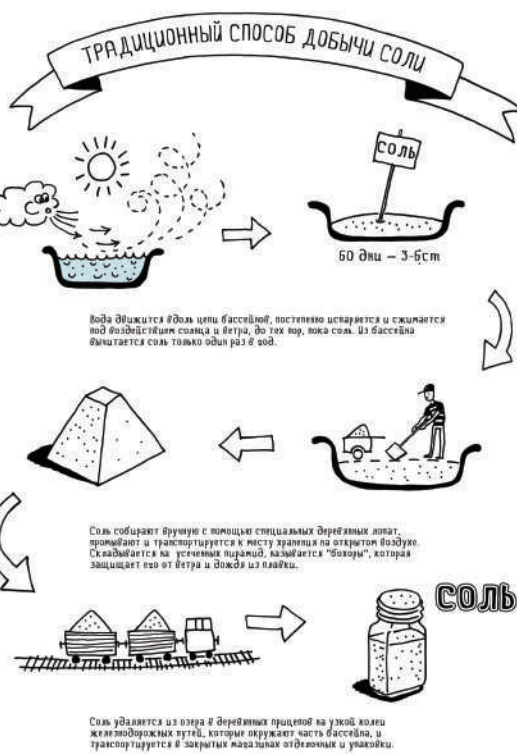 ТРАДИЦИОННЫЙ СПОСОБ ДОБЫЧИ СОЛИ
СОЛЬ
60 дни – 3-6ст
Вода движится вдоль цепи бассейнов, постепенно испаряется и сжимается
под воздействием солнца и ветра, до тех пор, пока соль. Из бассейна
вычитается соль только один раз в год.
Соль собирают вручную с помощью специальных деревянных лопат,
промывают и транспортируется к месту хранения на открытом воздухе.
Складывается на усеченных пирамид, называется "бохоры", которая
защищает его от ветра и дождя из плавки.
СОЛЬ
Соль удаляется из озера в деревянных прицепов на узкой колеи
железнодорожных путей, которые окружают часть бассейна, и
транспортируется в закрытых магазинах отделочных и упаковки.